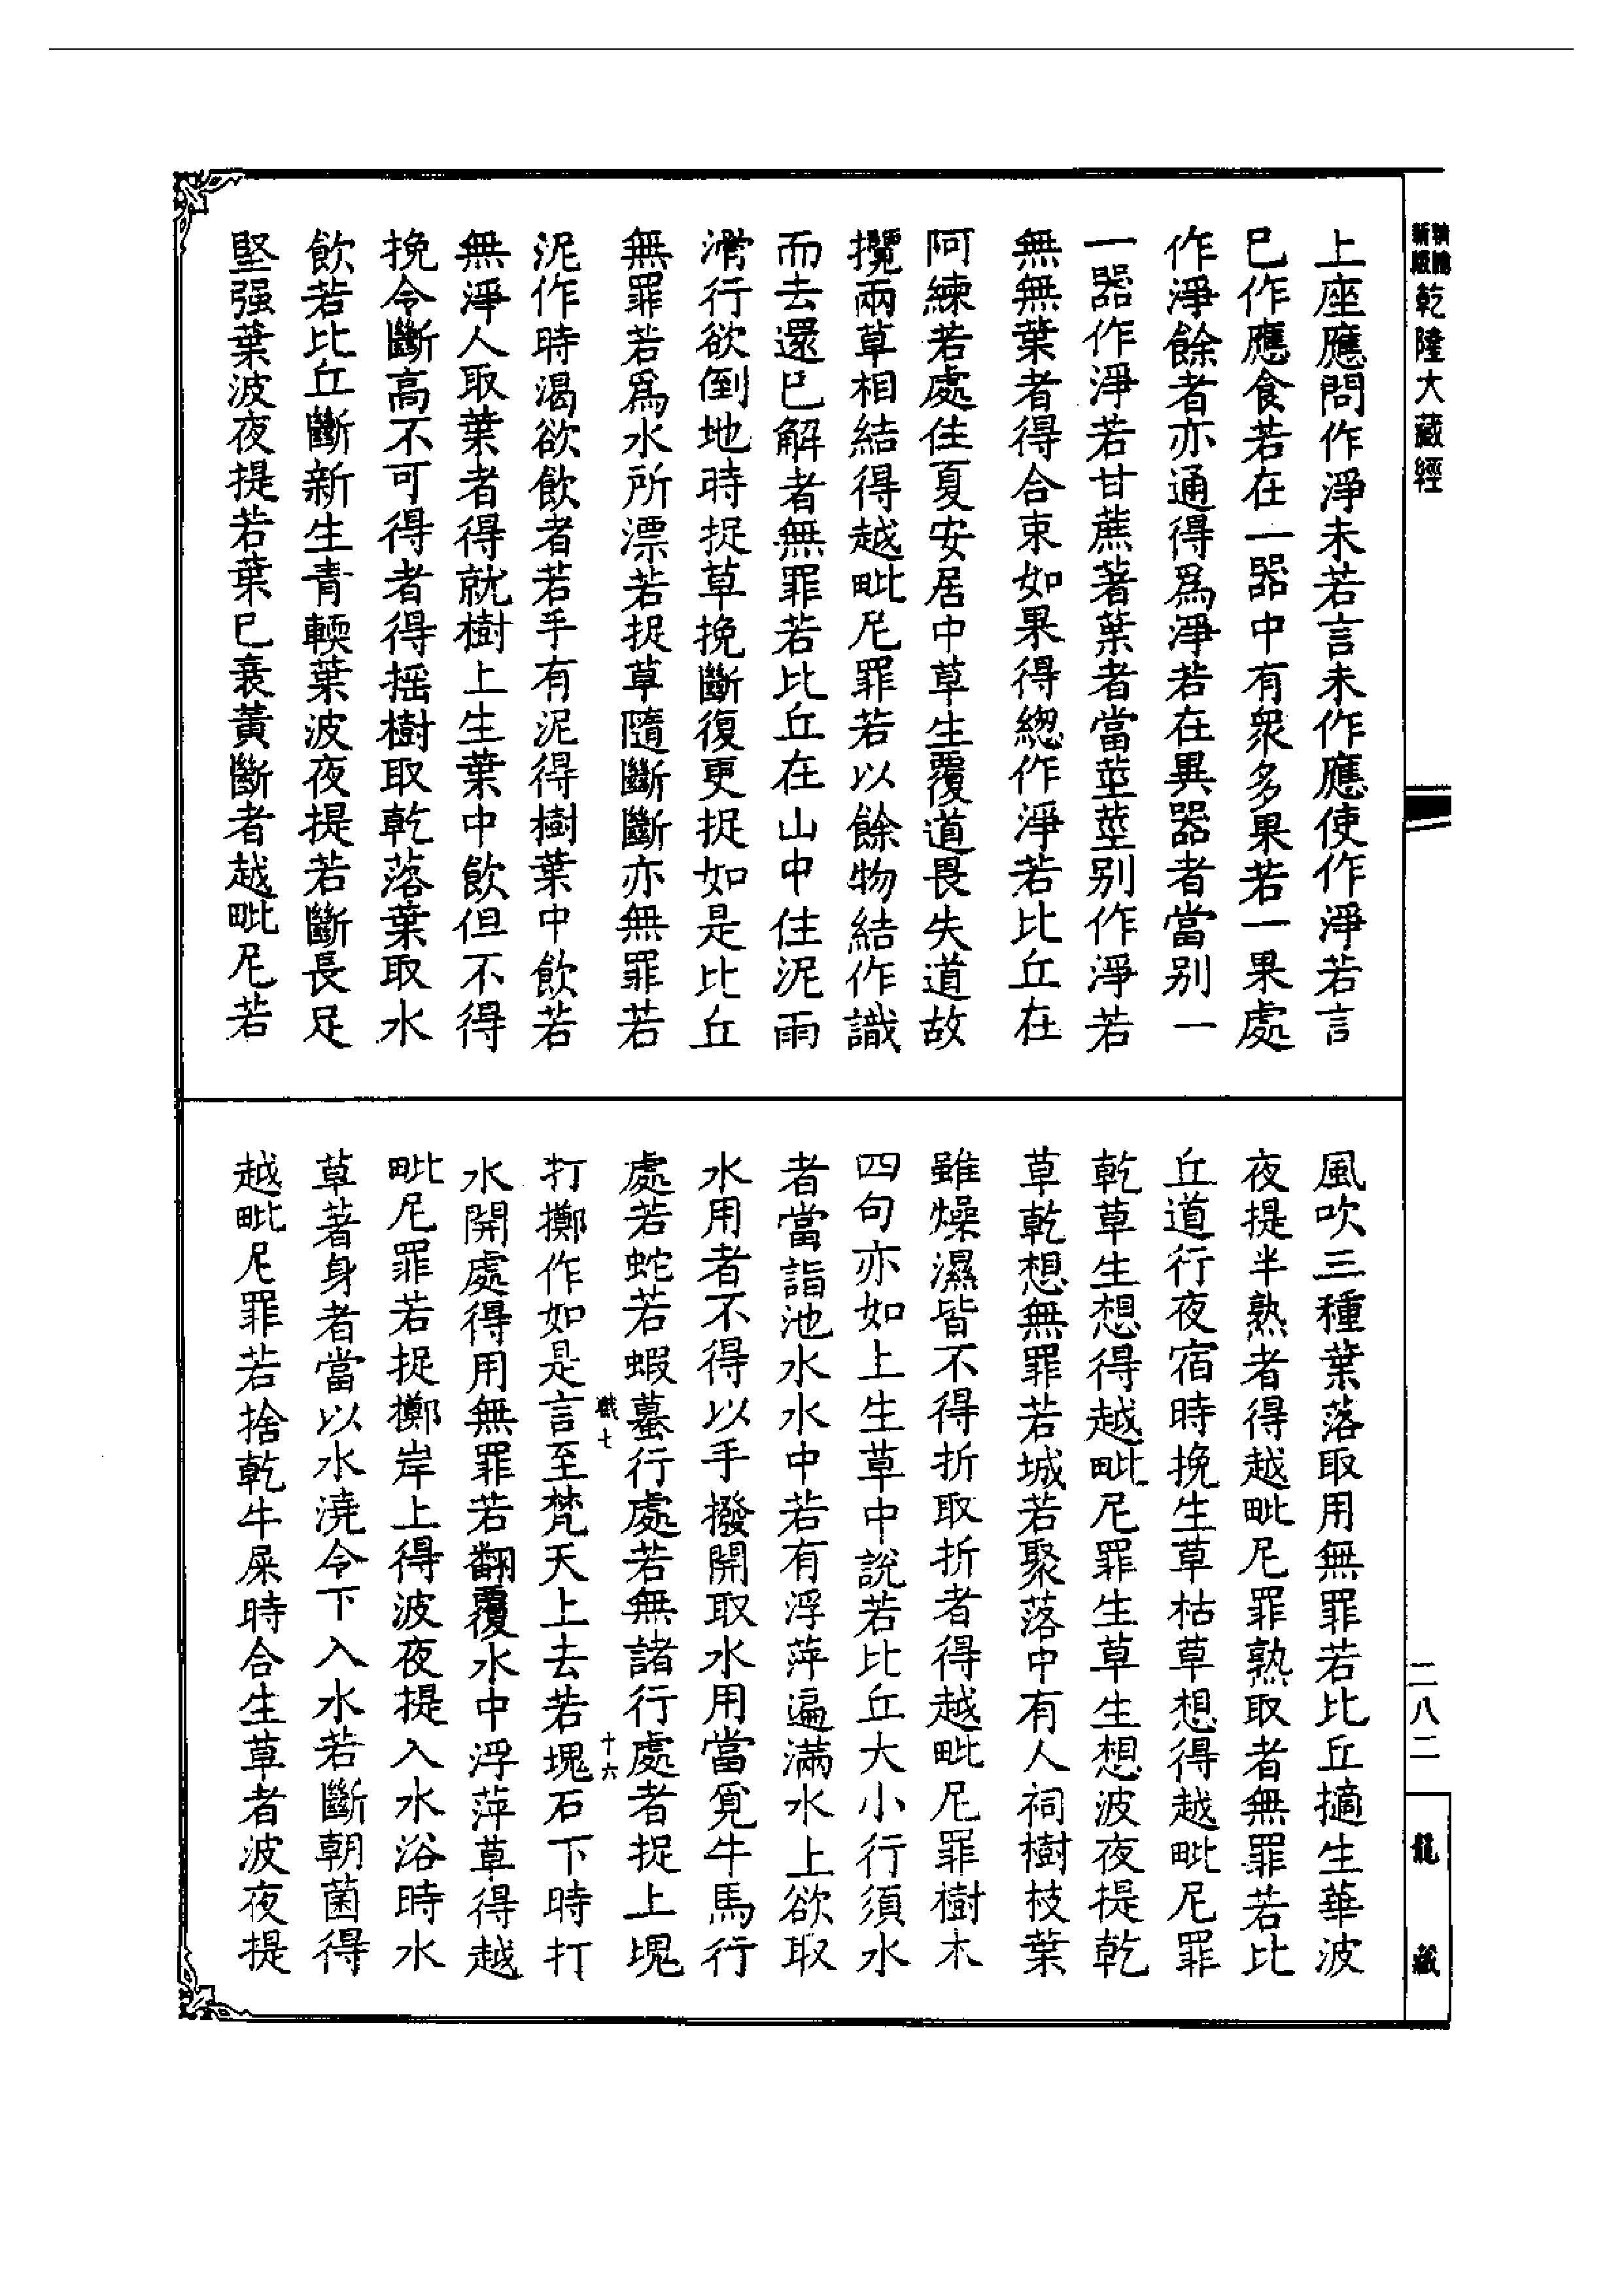 新版
精縮
乾隆大藏經
上座應問作淨未若言未作應使作淨若言
已作應食若在一器中有衆多果若一果處
作淨餘者亦通得爲淨若在異器者當别一
一器作淨若甘蔗著葉者當莖莖别作淨若
無無葉者得合束如果得緫作淨若比丘在
阿練若處住夏安居中草生覆道畏失道故
攬兩草相結得越毗尼罪若以餘物結作識
而去還已解者無罪若比丘在山中住泥雨
滑行欲倒地時捉草挽斷復更捉如是比丘
無罪若爲水所漂若捉草隨斷斷亦無罪若
泥作時渴欲飲者若手有泥得樹葉中飲若
無淨人取葉者得就樹上生葉中飲但不得
挽令斷高不可得者得摇樹取乾落葉取水
飲若比丘斷新生青輭葉波夜提若斷長足
堅强葉波夜提若葉已衰黃斷者越毗尼若
風吹三種葉落取用無罪若比丘擿生華波
夜提半熟者得越毗尼罪熟取者無罪若比
丘道行夜宿時挽生草枯草想得越毗尼罪
乾草生想得越毗尼罪生草生想波夜提乾
草乾想無罪若城若聚落中有人祠樹枝葉
雖燥濕皆不得折取折者得越毗尼罪樹木
四句亦如上生草中說若比丘大小行須水
者當詣池水水中若有浮萍遍滿水上欲取
水用者不得以手撥開取水用當覓牛馬行
處若蛇若蝦蟇行處若無諸行處者捉上塊
職七
十六
打擲作如是言至梵天上去若塊石下時打
水開處得用無罪若翻覆水中浮萍草得越
毗尼罪若捉擲岸上得波夜提入水浴時水
草著身者當以水澆令下入水若斷朝菌得
越毗尼罪若捨乾牛屎時合生草者波夜提
二八二
龍藏